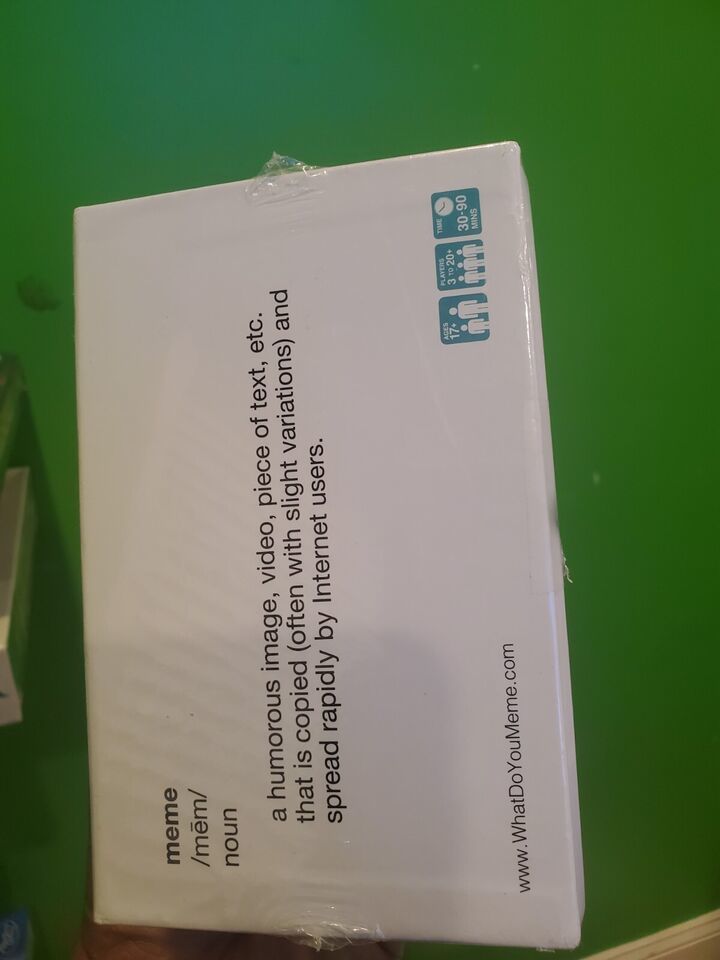 meme
/mēm/
noun
a humorous image, video, piece of text, etc.
that is copied (often with slight variations) and
spread rapidly by Internet users.
www.WhatDoYouMeme.com
AGES
17+
PLAYERS
3 TO 20+
TIME
30-90
MINS